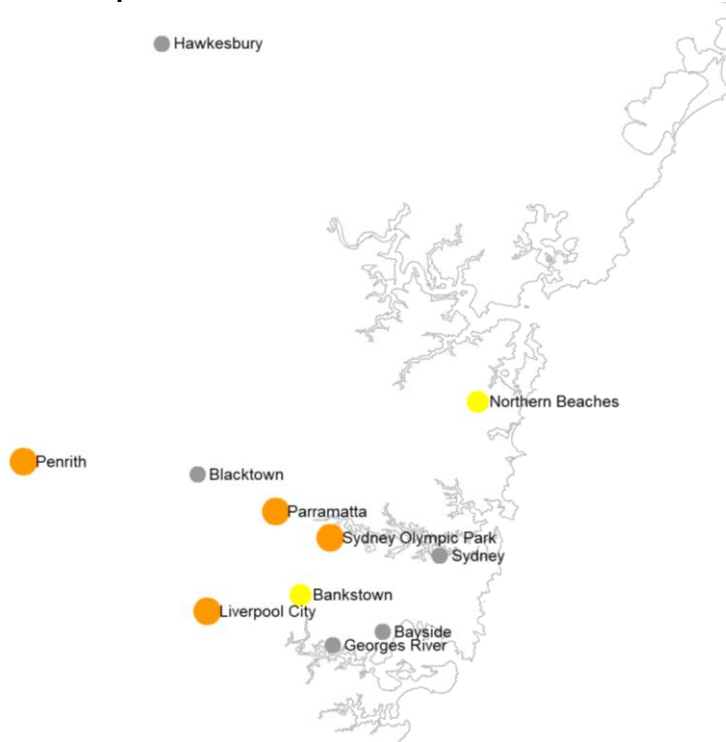 Hawkesbury
Northern Beaches
Penrith
Blacktown
Parramatta
Sydney Olympic Park
Sydney
Bankstown
Liverpool City
Bayside
Georges River